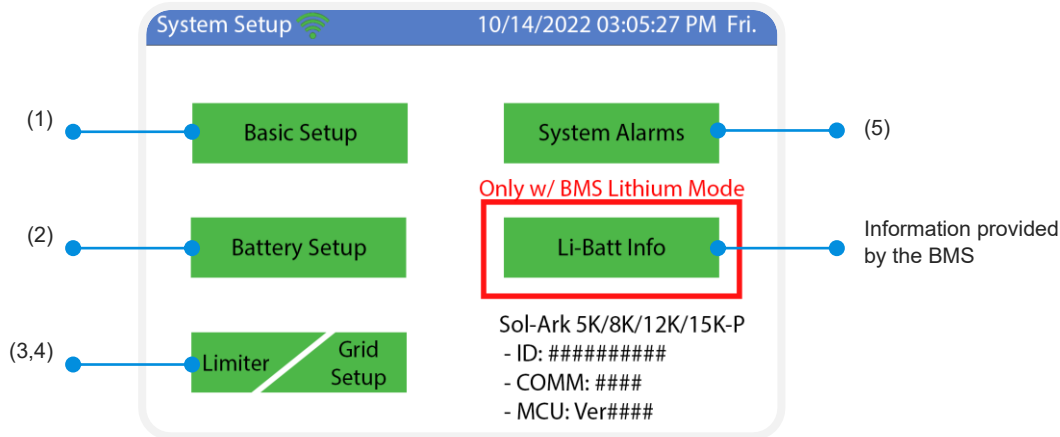 System Setup
10/14/2022 03:05:27 PM Fri.
(1)
Basic Setup
System Alarms
(5)
Only w/ BMS Lithium Mode
(2)
Battery Setup
Li-Batt Info
Information provided
by the BMS
(3,4)
Limiter
Grid
Setup
Sol-Ark 5K/8K/12K/15K-P
- ID: ##########
- COMM: ####
- MCU: Ver####